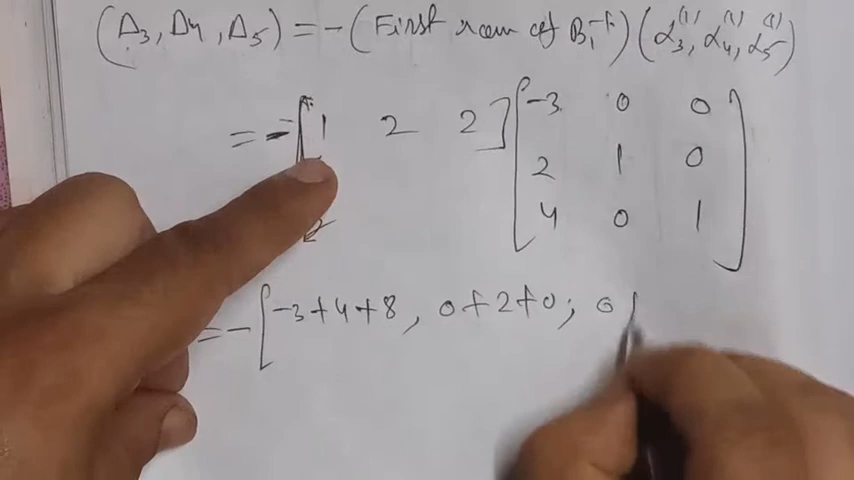 (Δ₃, Δ₄, Δ₅) = - (First row of B₁⁻¹) (α₃⁽¹⁾, α₄⁽¹⁾, α₅⁽¹⁾)
= - [1 2 2] [-3 0 0
2 1 0
4 0 1]
= - [-3+4+8, 0+2+0; 0